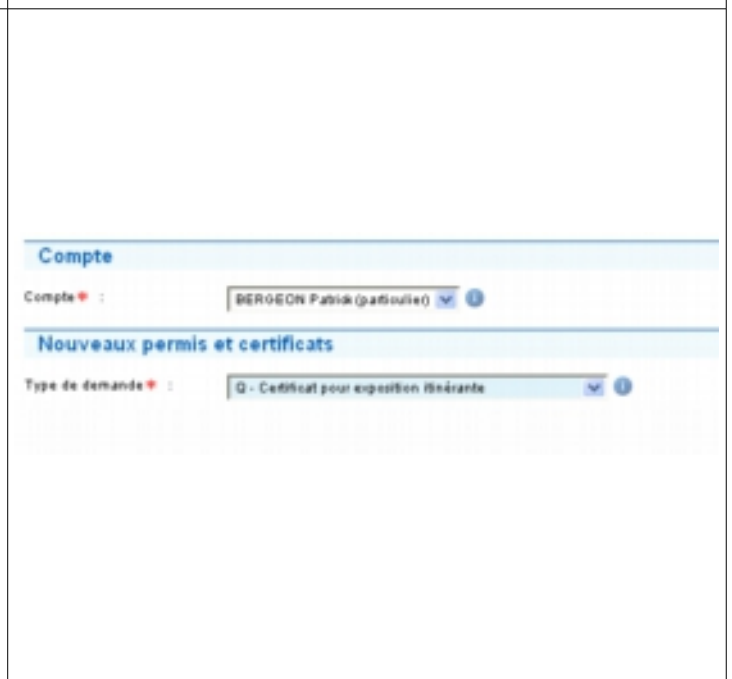 Compte
Compte* : BERGEON Patrick (particulier)
Nouveaux permis et certificats
Type de demande* : Q - Certificat pour exposition itinérante